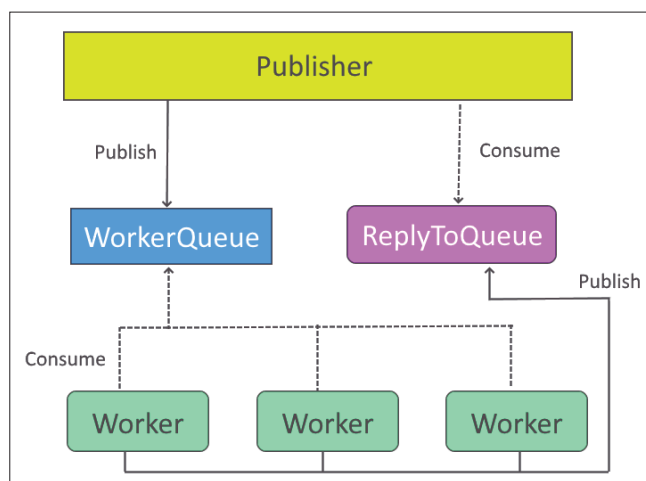 Publisher
Publish
Consume
WorkerQueue
ReplyToQueue
Publish
Consume
Worker
Worker
Worker